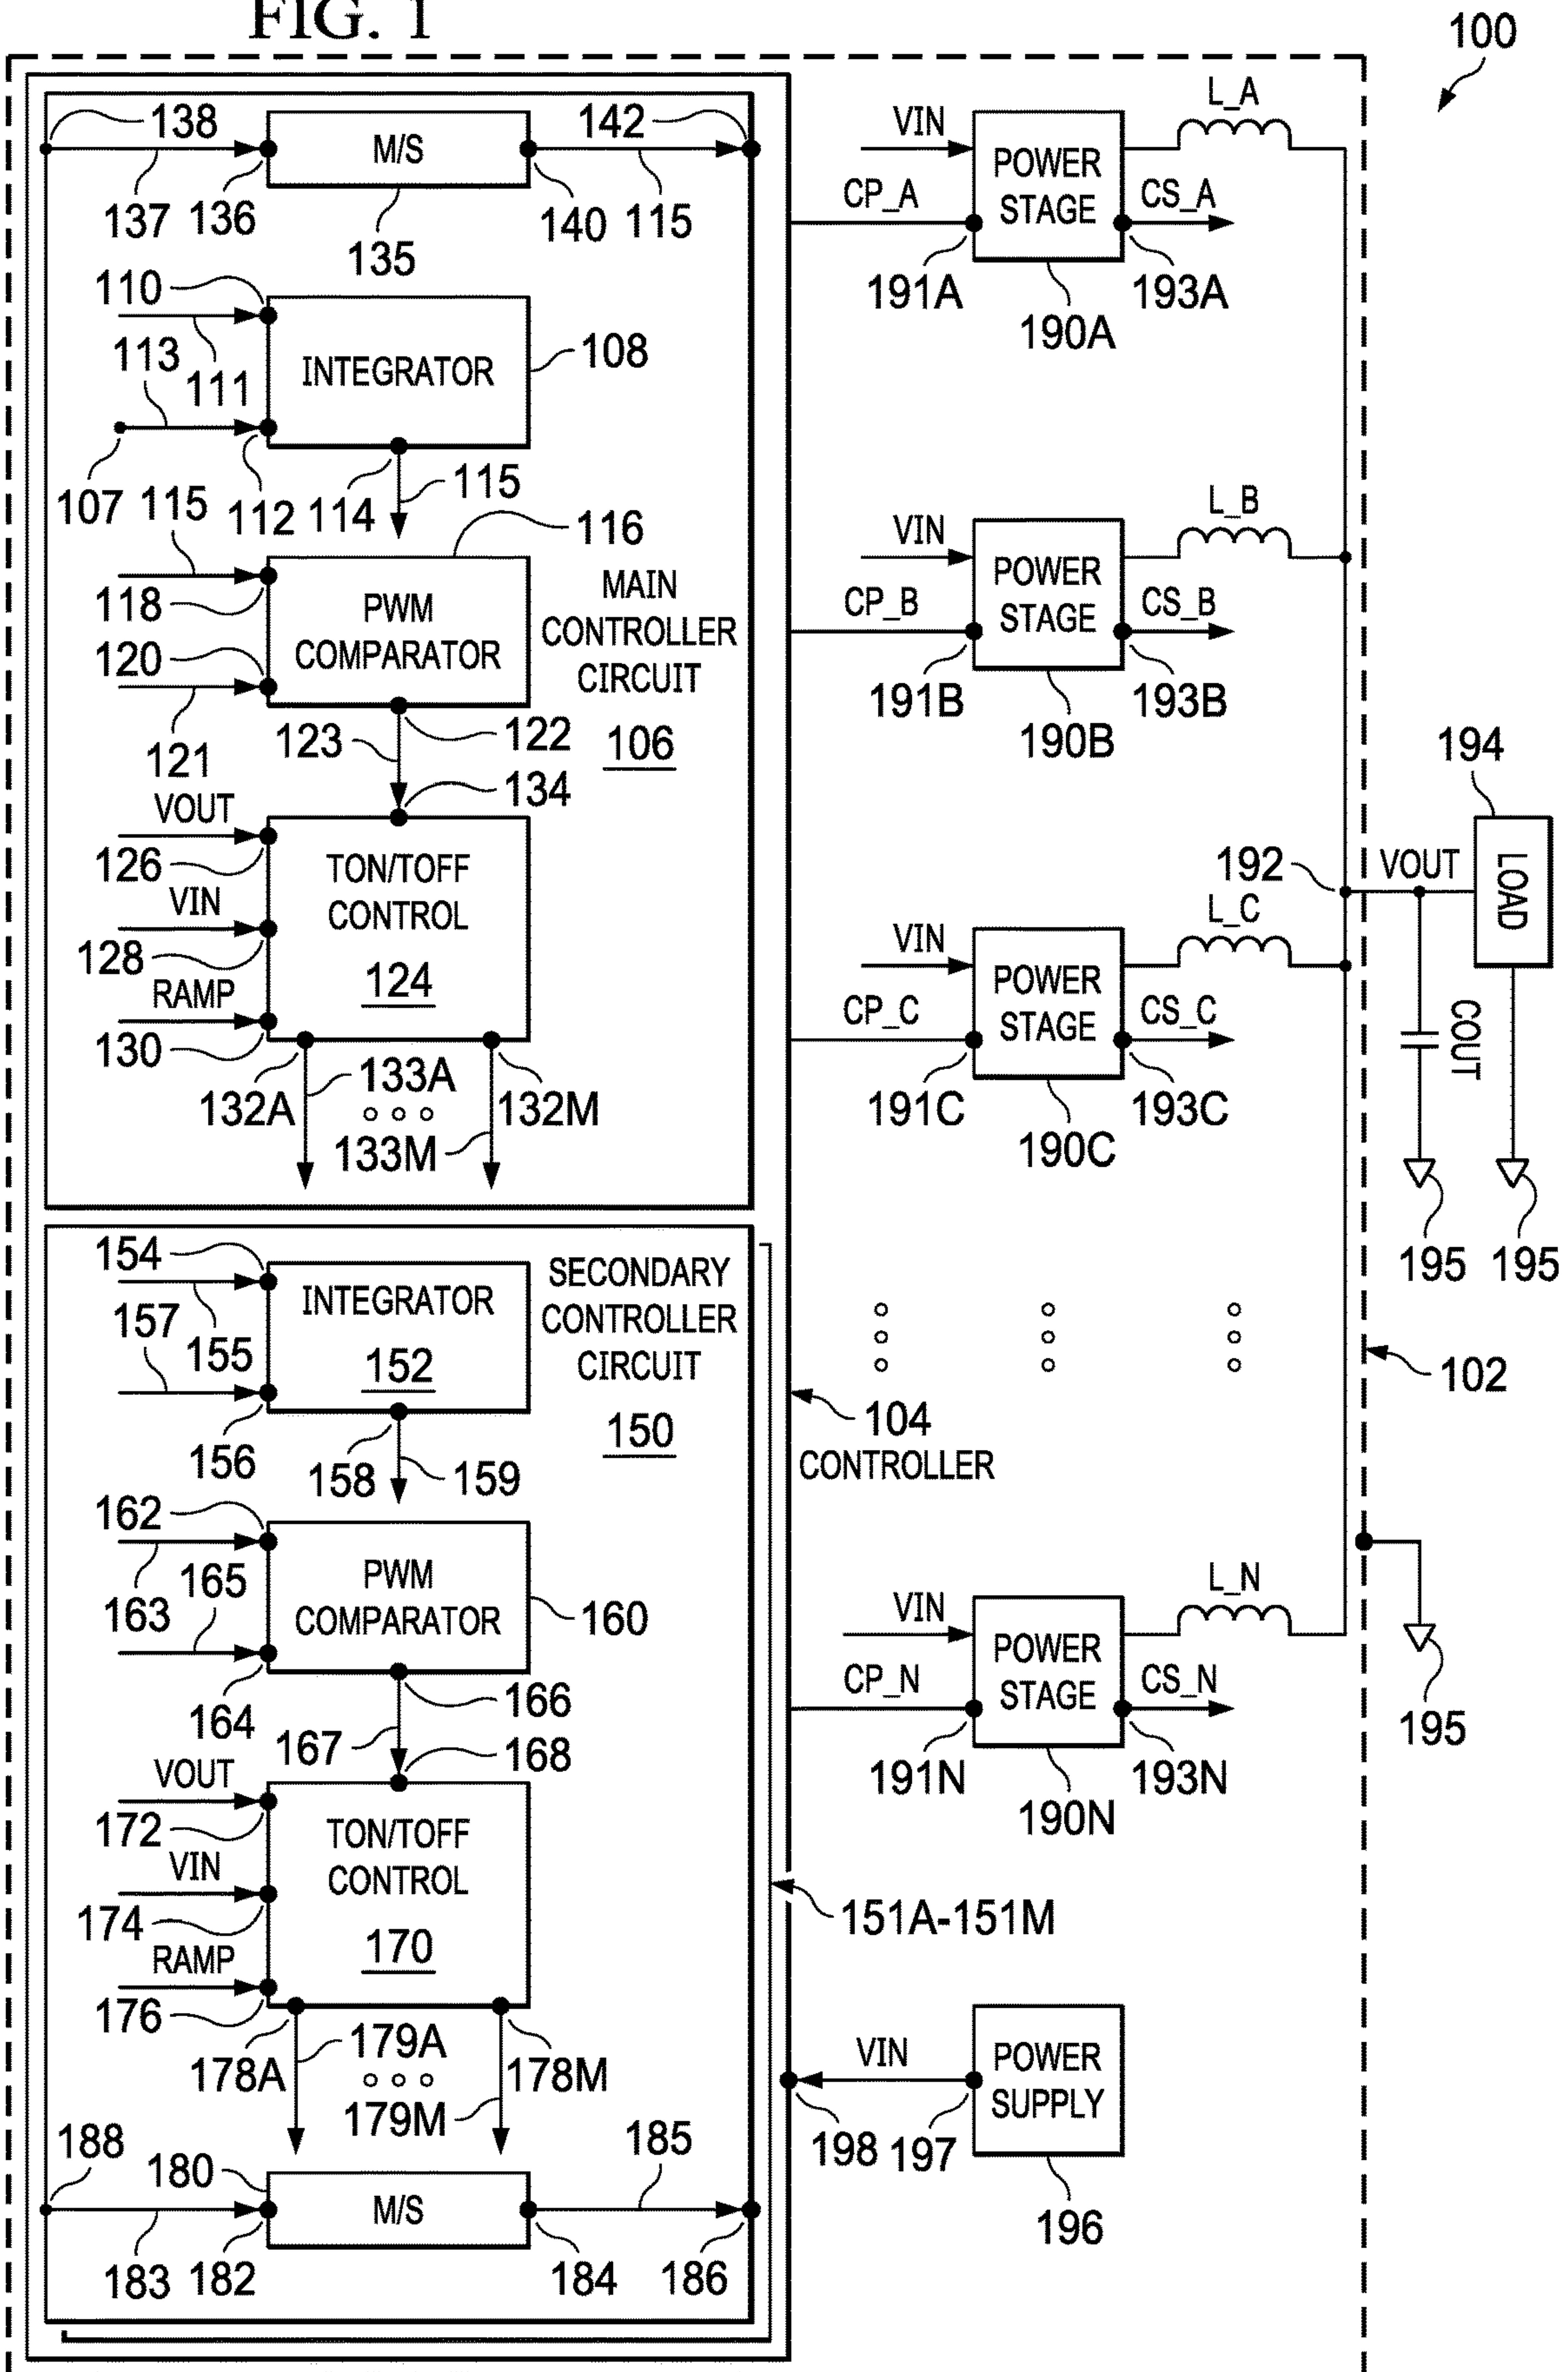 FIG. 1
100
138
M/S
142
137
136
135
140
115
110
111
113
INTEGRATOR
108
107
112
114
115
115
116
118
PWM
COMPARATOR
120
121
123
122
MAIN
CONTROLLER
CIRCUIT
106
VOUT
126
134
VIN
128
TON/TOFF
CONTROL
124
RAMP
130
132A
133A
133M
132M
154
157
155
INTEGRATOR
152
SECONDARY
CONTROLLER
CIRCUIT
150
156
158
159
162
163
165
PWM
COMPARATOR
160
164
167
166
168
VOUT
172
VIN
174
TON/TOFF
CONTROL
170
RAMP
176
178A
179A
179M
178M
188
180
M/S
185
183
182
184
186
VIN
CP_A
POWER
STAGE
L_A
CS_A
191A
190A
193A
VIN
CP_B
POWER
STAGE
L_B
CS_B
191B
190B
193B
VIN
CP_C
POWER
STAGE
L_C
CS_C
191C
190C
193C
192
VOUT
194
LOAD
COUT
195
195
102
104
CONTROLLER
VIN
CP_N
POWER
STAGE
L_N
CS_N
191N
190N
193N
195
151A-151M
VIN
POWER
SUPPLY
198
197
196